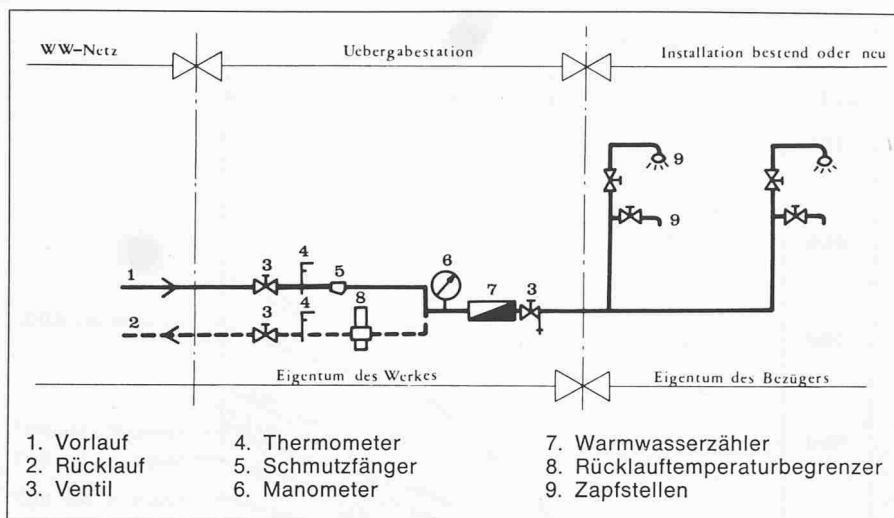 WW-Netz Uebergabestation Installation bestend oder neu
9
4 6 9
1 3 5 7 3
8
2 3 4
Eigentum des Werkes Eigentum des Bezügers
1. Vorlauf 4. Thermometer 7. Warmwasserzähler
2. Rücklauf 5. Schmutzfänger 8. Rücklauftemperaturbegrenzer
3. Ventil 6. Manometer 9. Zapfstellen